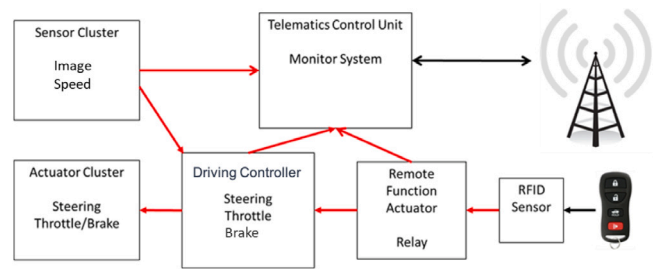 Sensor Cluster
Image
Speed
Telematics Control Unit
Monitor System
Actuator Cluster
Steering
Throttle/Brake
Driving Controller
Steering
Throttle
Brake
Remote
Function
Actuator
Relay
RFID
Sensor